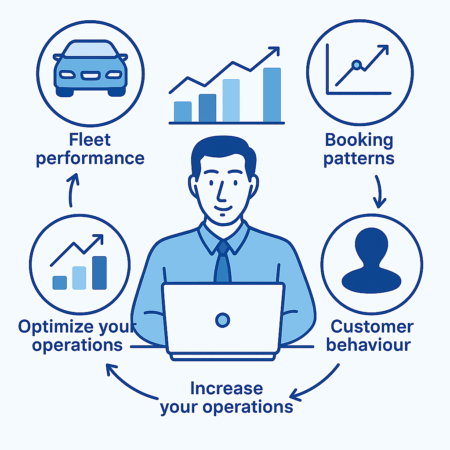 Fleet
performance
Booking
patterns
Optimize your
operations
Customer
behaviour
Increase
your operations